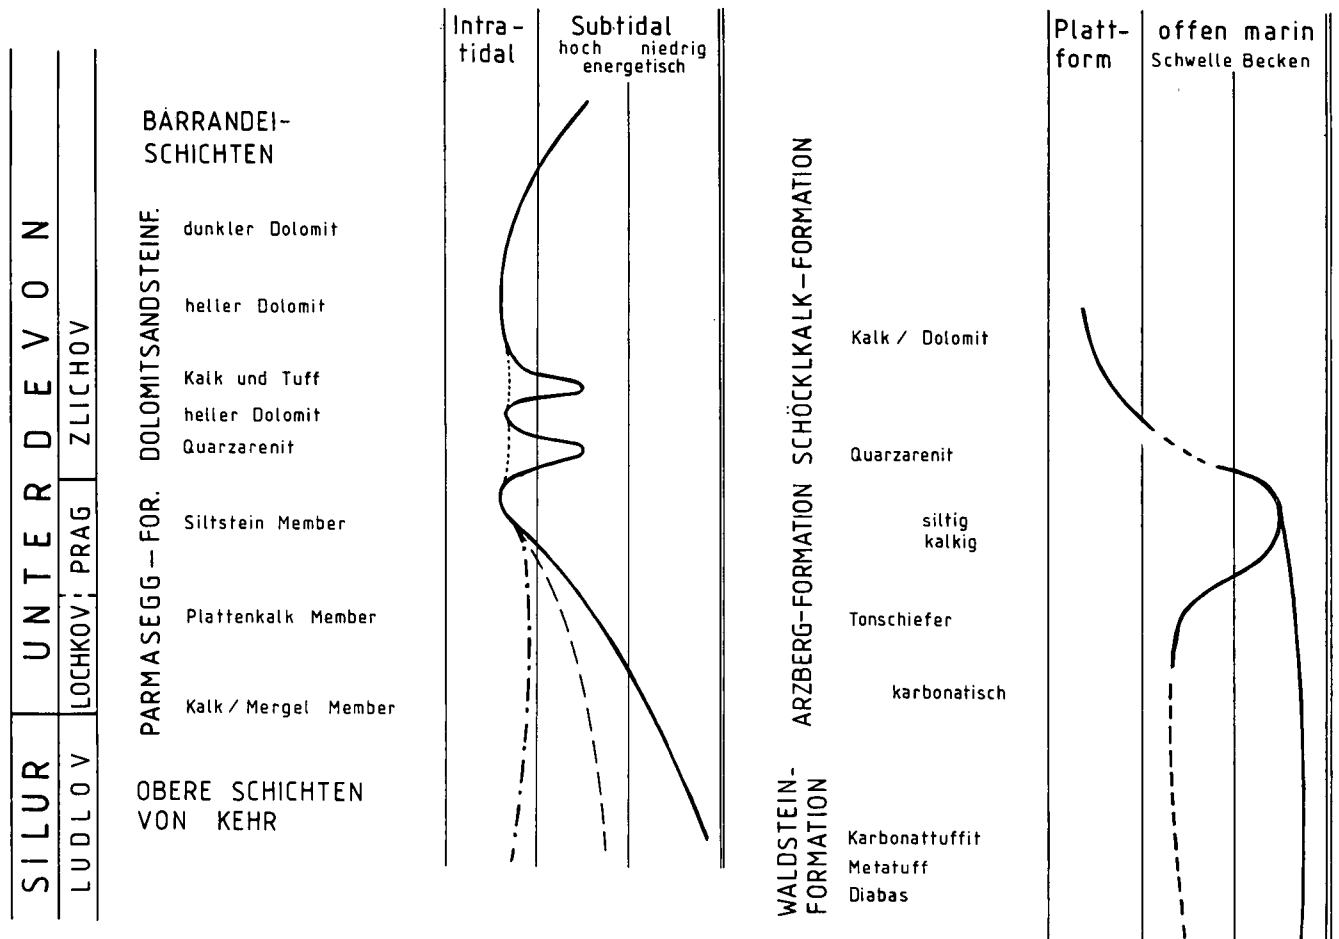 Intra-
tidal
Subtidal
hoch niedrig
energetisch
Platt-
form
offen marin
Schwelle Becken
UNTERDEVON
SILUR
ZLICHOV
PRAG
LOCHKOV
LUDLOV
BARRANDEI-
SCHICHTEN
DOLOMITSANDSTEINF.
dunkler Dolomit
heller Dolomit
Kalk und Tuff
heller Dolomit
Quarzarenit
PARMASEGG-FOR.
Siltstein Member
Plattenkalk Member
Kalk/Mergel Member
OBERE SCHICHTEN
VON KEHR
SCHÖCKLKALK-FORMATION
Kalk / Dolomit
Quarzarenit
ARZBERG-FORMATION
siltig
kalkig
Tonschiefer
karbonatisch
WALDSTEIN-
FORMATION
Karbonattuffit
Metatuff
Diabas